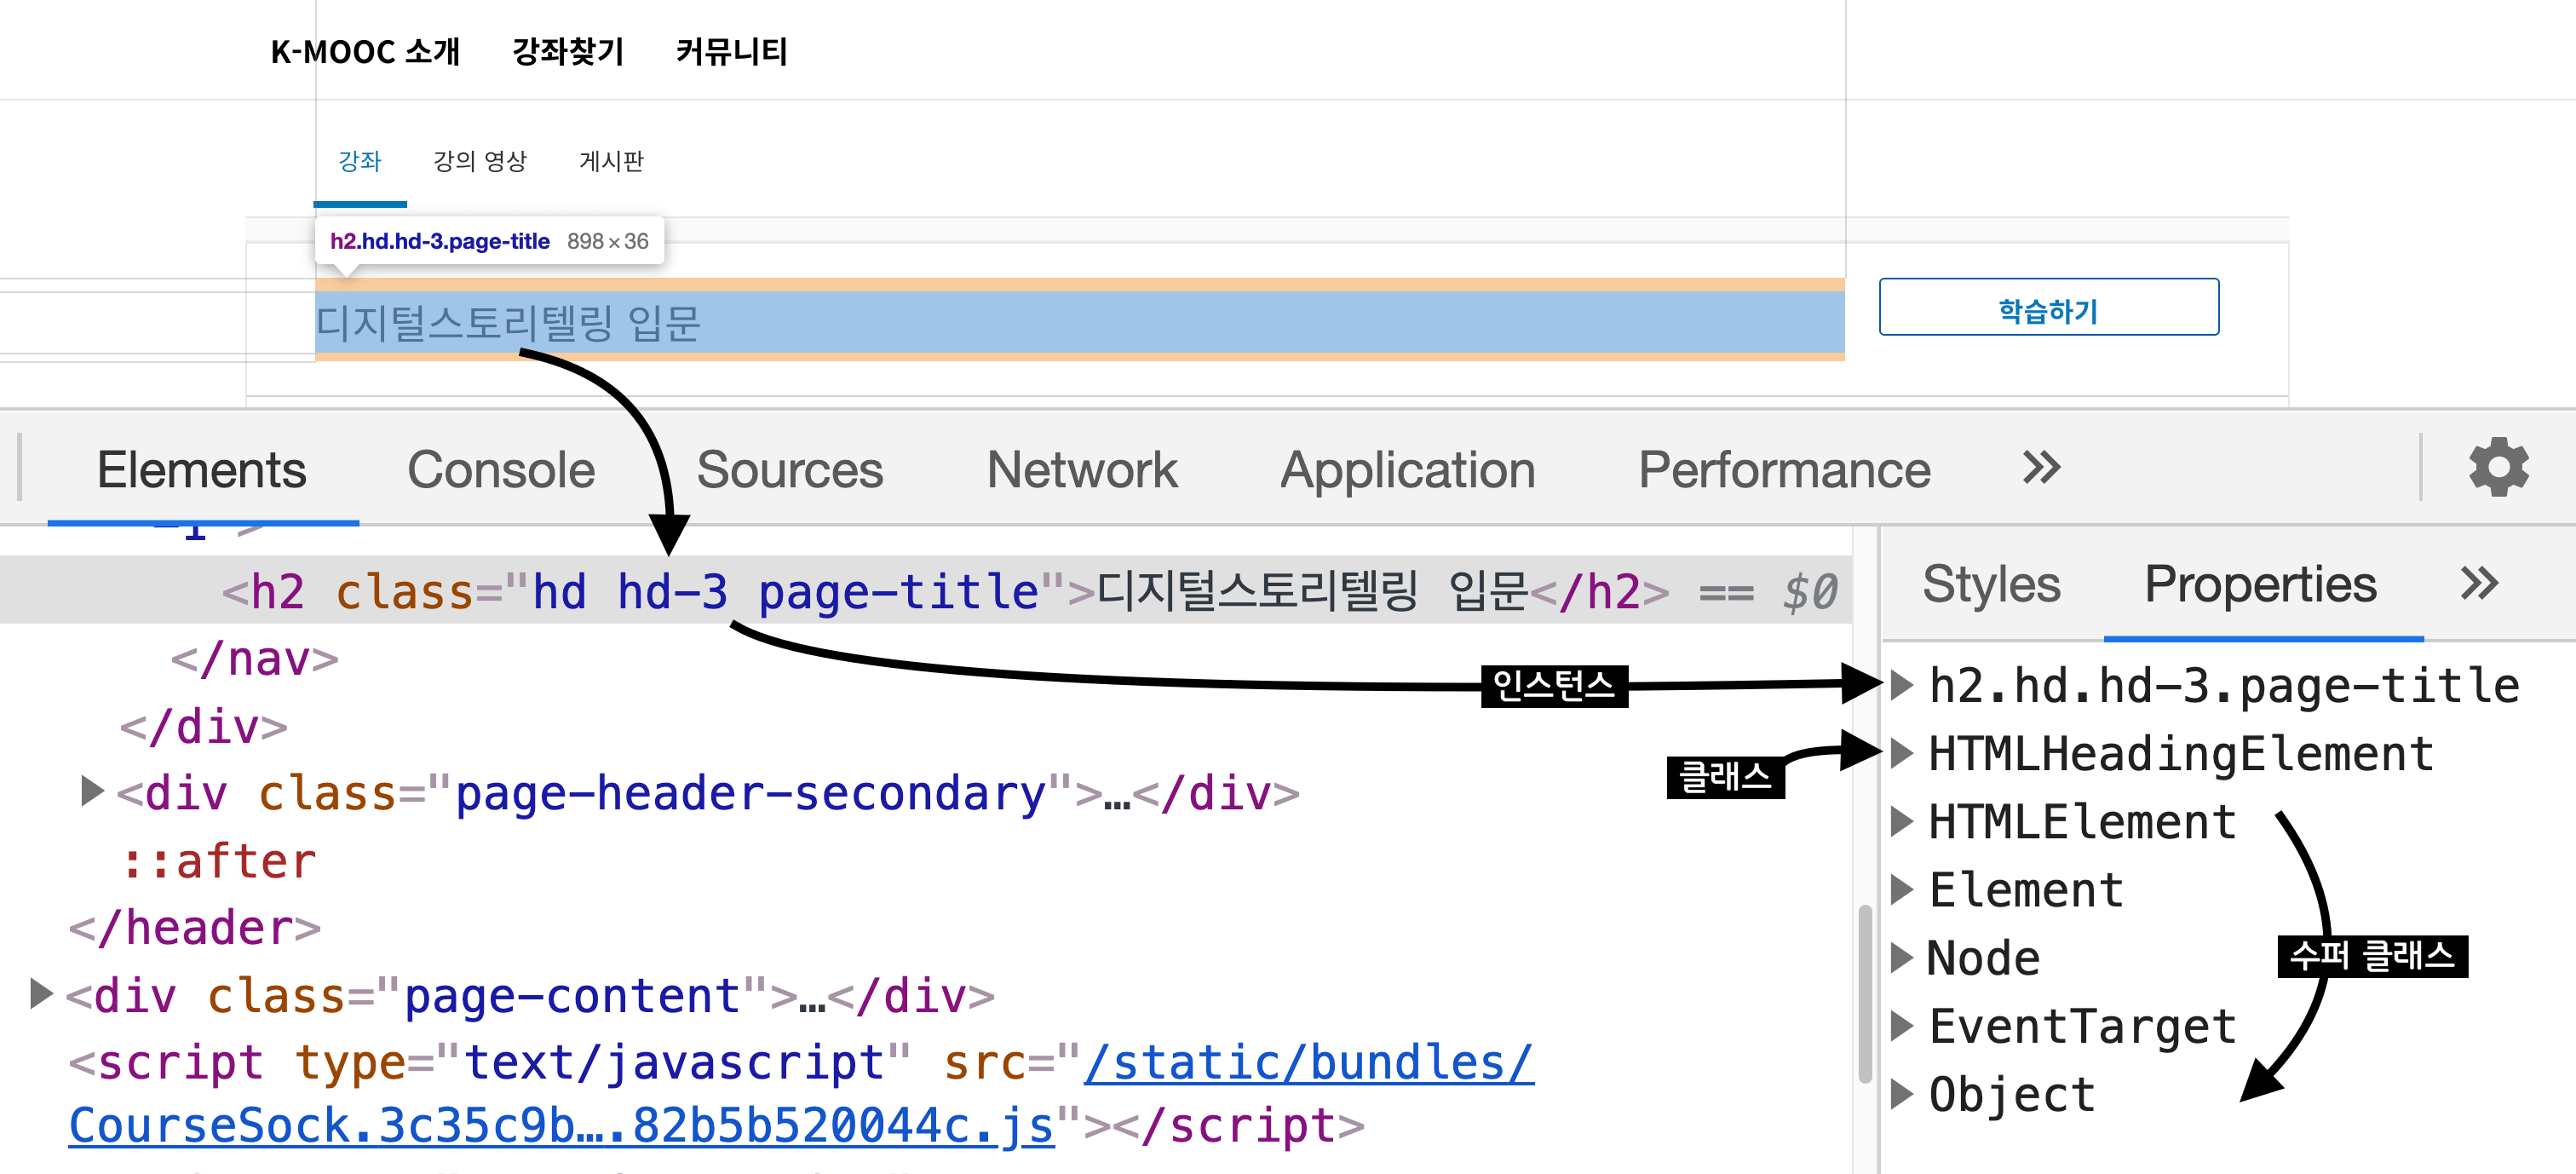 K-MOOC 소개 강좌찾기 커뮤니티
강좌 강의 영상 게시판
h2.hd.hd-3.page-title 898 × 36
디지털스토리텔링 입문
학습하기
Elements Console Sources Network Application Performance
<h2 class="hd hd-3 page-title">디지털스토리텔링 입문</h2> == $0
</nav>
</div>
<div class="page-header-secondary">…</div>
::after
</header>
<div class="page-content">…</div>
<script type="text/javascript" src="/static/bundles/
CourseSock.3c35c9b….82b5b520044c.js"></script>
Styles Properties
인스턴스
h2.hd.hd-3.page-title
클래스
HTMLHeadingElement
HTMLElement
Element
Node
수퍼 클래스
EventTarget
Object